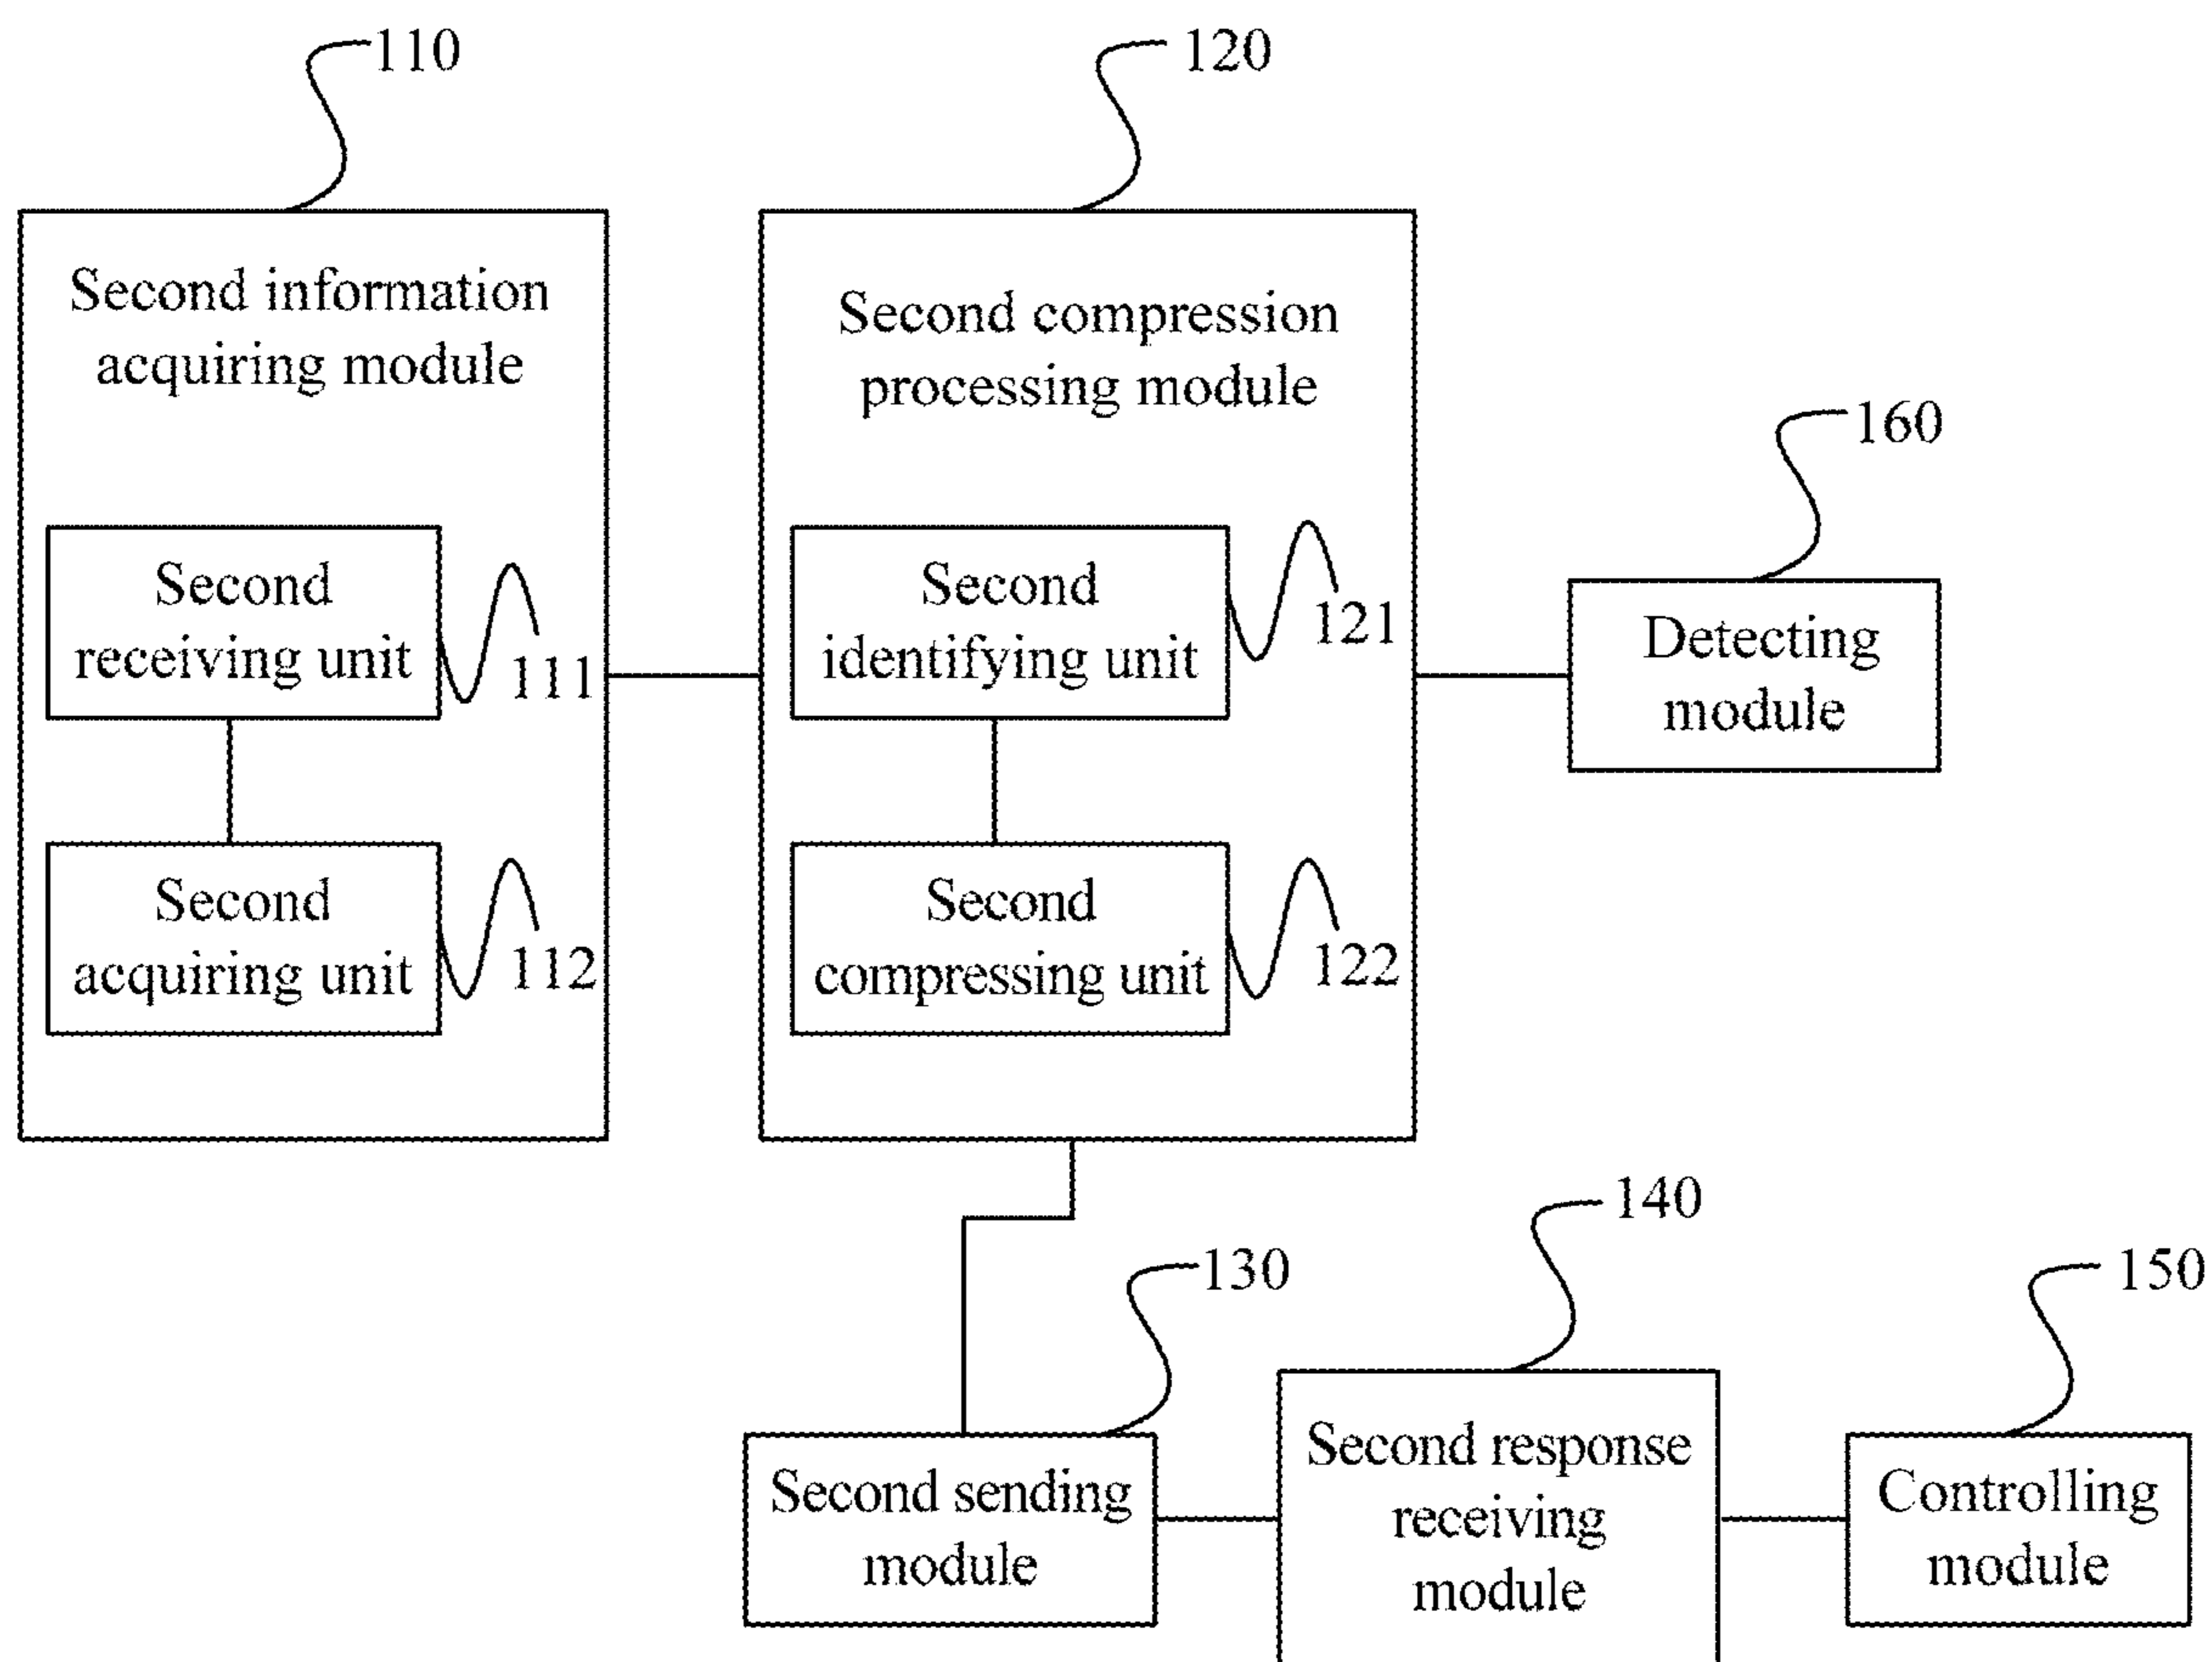 110
120
Second information
acquiring module
Second compression
processing module
160
Second
receiving unit
111
Second
identifying unit
121
Detecting
module
Second
acquiring unit
112
Second
compressing unit
122
140
130
150
Second sending
module
Second response
receiving
module
Controlling
module